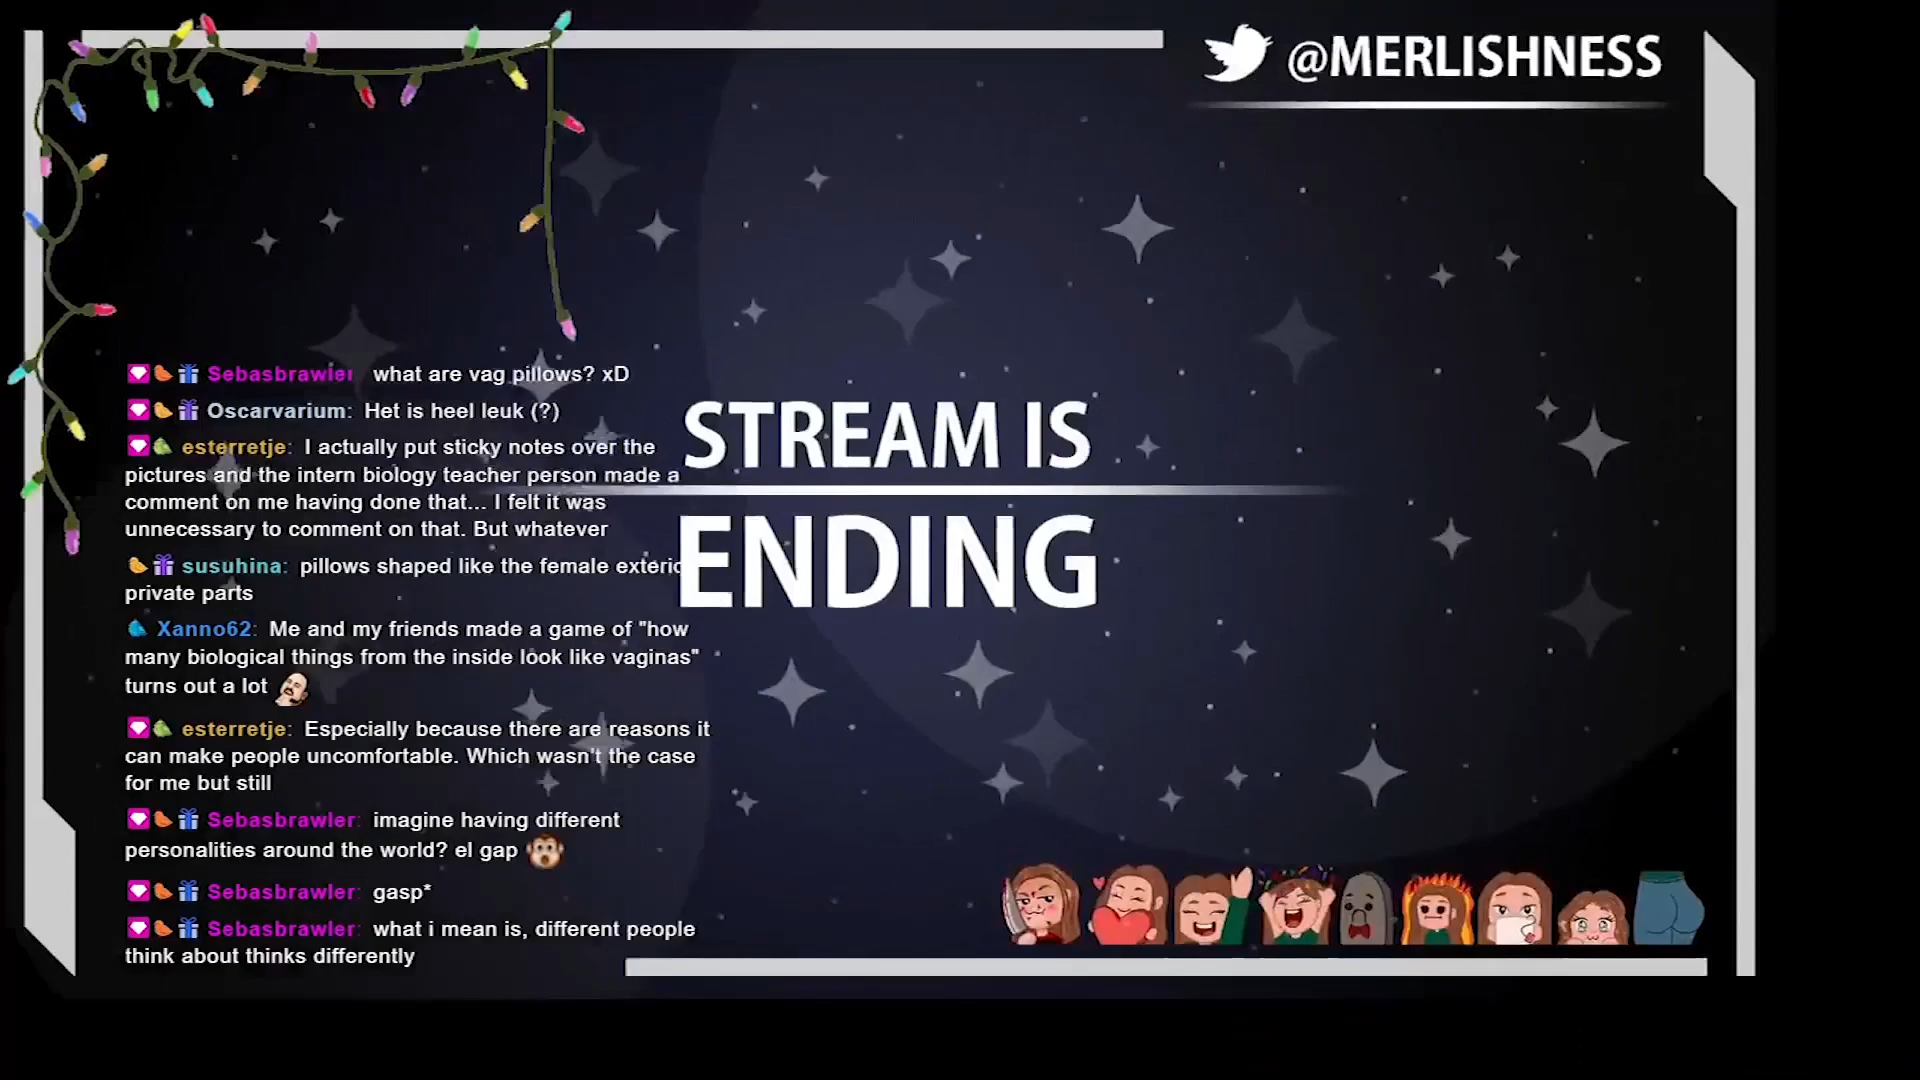 @MERLISHNESS
Sebasbrawler what are vag pillows? xD
Oscarvarium: Het is heel leuk (?)
esterretje: I actually put sticky notes over the
pictures and the intern biology teacher person made a
comment on me having done that... I felt it was
unnecessary to comment on that. But whatever
susuhina: pillows shaped like the female
private parts
Xanno62: Me and my friends made a game of "how
many biological things from the inside look like vaginas"
turns out a lot
esterretje: Especially because there are reasons it
can make people uncomfortable. Which wasn't the case
for me but still
Sebasbrawler: imagine having different
personalities around the world? el gap
Sebasbrawler: gasp*
Sebasbrawler: what i mean is, different people
think about thinks differently
STREAM IS
ENDING